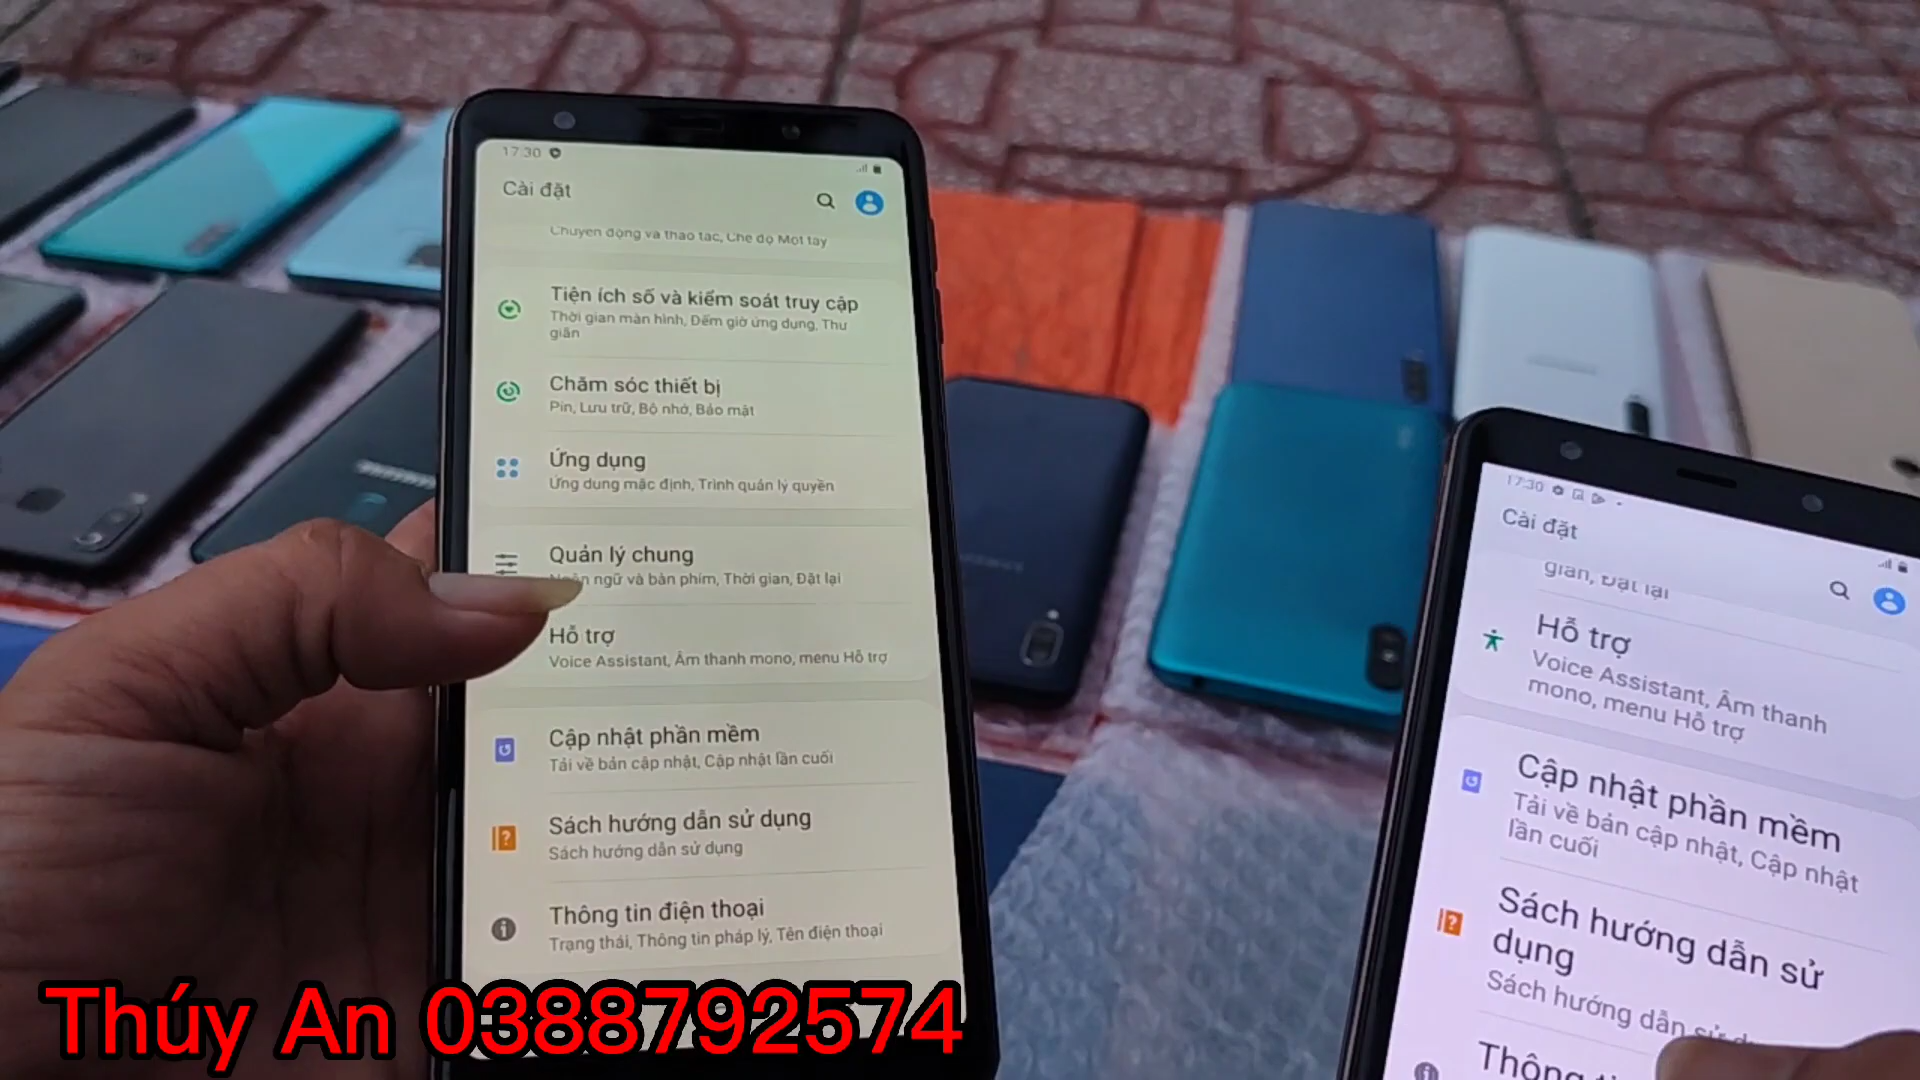 17:30
Cài đặt
Chuyển động và thao tác, Chế độ Một tay
Tiện ích số và kiểm soát truy cập
Thời gian màn hình, Đếm giờ ứng dụng, Thư
giãn
Chăm sóc thiết bị
Pin, Lưu trữ, Bộ nhớ, Bảo mật
Ứng dụng
Ứng dụng mặc định, Trình quản lý quyền
Quản lý chung
ngữ và bàn phím, Thời gian, Đặt lại
Hỗ trợ
Voice Assistant, Âm thanh mono, menu Hỗ trợ
Cập nhật phần mềm
Tải về bản cập nhật, Cập nhật lần cuối
Sách hướng dẫn sử dụng
Sách hướng dẫn sử dụng
Thông tin điện thoại
Trạng thái, Thông tin pháp lý, Tên điện thoại
17:30
Cài đặt
gian, Đặt lại
Hỗ trợ
Voice Assistant, Âm thanh
mono, menu Hỗ trợ
Cập nhật phần mềm
Tải về bản cập nhật, Cập nhật
lần cuối
Sách hướng dẫn sử
dụng
Sách hướng dẫn sử
Thông
Thúy An 0388792574